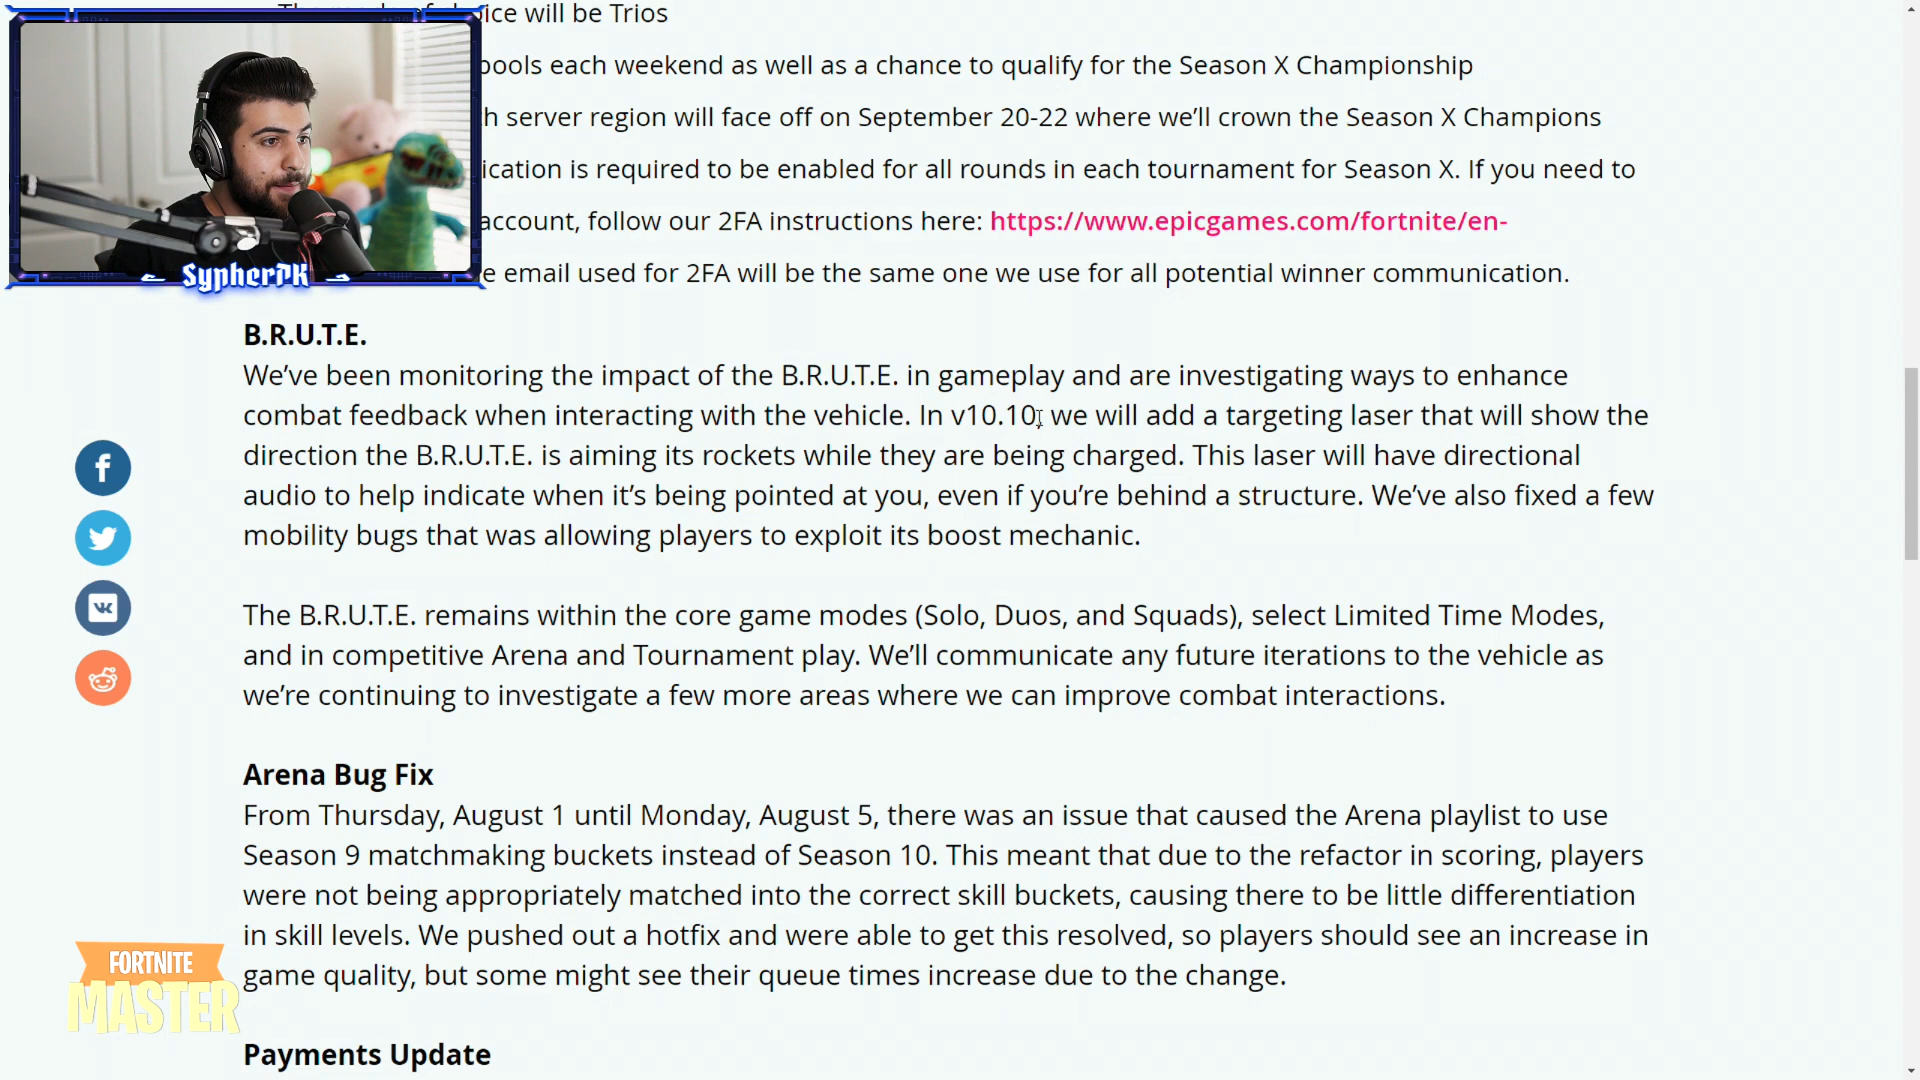 ice will be Trios
pools each weekend as well as a chance to qualify for the Season X Championship
h server region will face off on September 20-22 where we’ll crown the Season X Champions
ication is required to be enabled for all rounds in each tournament for Season X. If you need to
account, follow our 2FA instructions here: https://www.epicgames.com/fortnite/en-
e email used for 2FA will be the same one we use for all potential winner communication.
SypherPK
B.R.U.T.E.
We’ve been monitoring the impact of the B.R.U.T.E. in gameplay and are investigating ways to enhance
combat feedback when interacting with the vehicle. In v10.10, we will add a targeting laser that will show the
direction the B.R.U.T.E. is aiming its rockets while they are being charged. This laser will have directional
audio to help indicate when it’s being pointed at you, even if you’re behind a structure. We’ve also fixed a few
mobility bugs that was allowing players to exploit its boost mechanic.
The B.R.U.T.E. remains within the core game modes (Solo, Duos, and Squads), select Limited Time Modes,
and in competitive Arena and Tournament play. We’ll communicate any future iterations to the vehicle as
we’re continuing to investigate a few more areas where we can improve combat interactions.
Arena Bug Fix
From Thursday, August 1 until Monday, August 5, there was an issue that caused the Arena playlist to use
Season 9 matchmaking buckets instead of Season 10. This meant that due to the refactor in scoring, players
were not being appropriately matched into the correct skill buckets, causing there to be little differentiation
in skill levels. We pushed out a hotfix and were able to get this resolved, so players should see an increase in
game quality, but some might see their queue times increase due to the change.
FORTNITE
MASTER
Payments Update